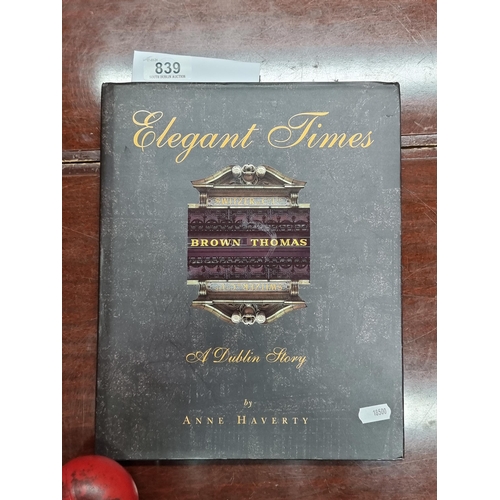 839
Elegant Times
BROWN THOMAS
A Dublin Story
by
ANNE HAVERTY